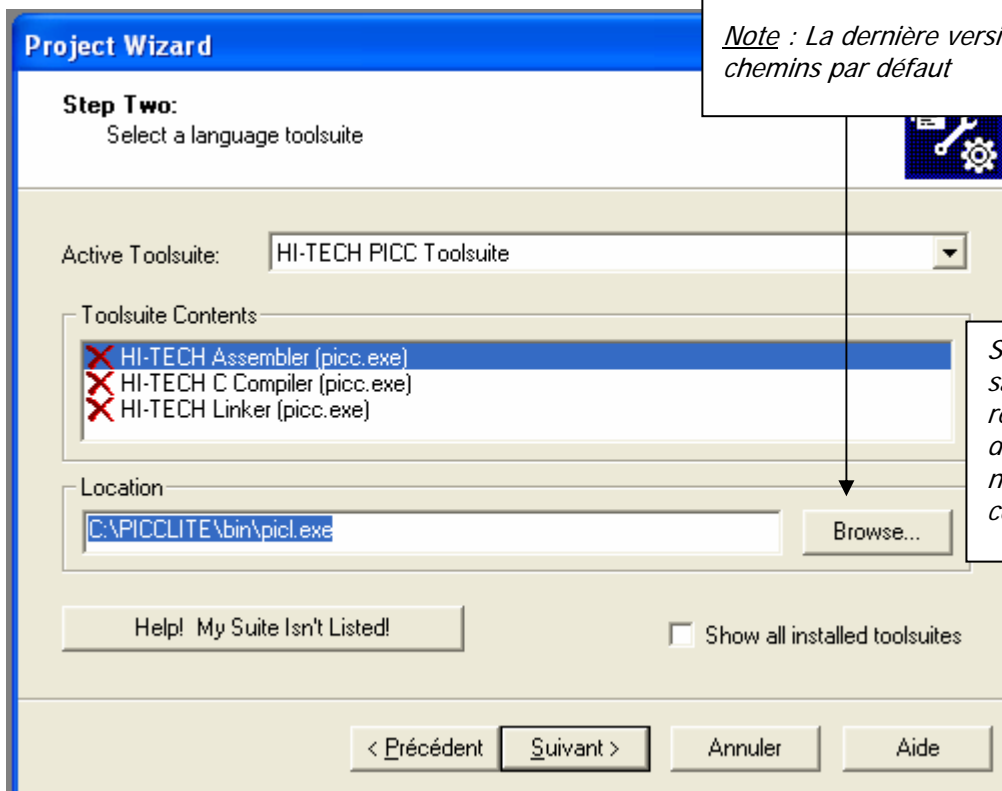 Project Wizard
Note : La dernière versi
chemins par défaut
Step Two:
Select a language toolsuite
Active Toolsuite:
HI-TECH PICC Toolsuite
Toolsuite Contents
HI-TECH Assembler (picc.exe)
HI-TECH C Compiler (picc.exe)
HI-TECH Linker (picc.exe)
Location
C:\PICCLITE\bin\picl.exe
Browse...
Help! My Suite Isn't Listed!
Show all installed toolsuites
< Précédent
Suivant >
Annuler
Aide